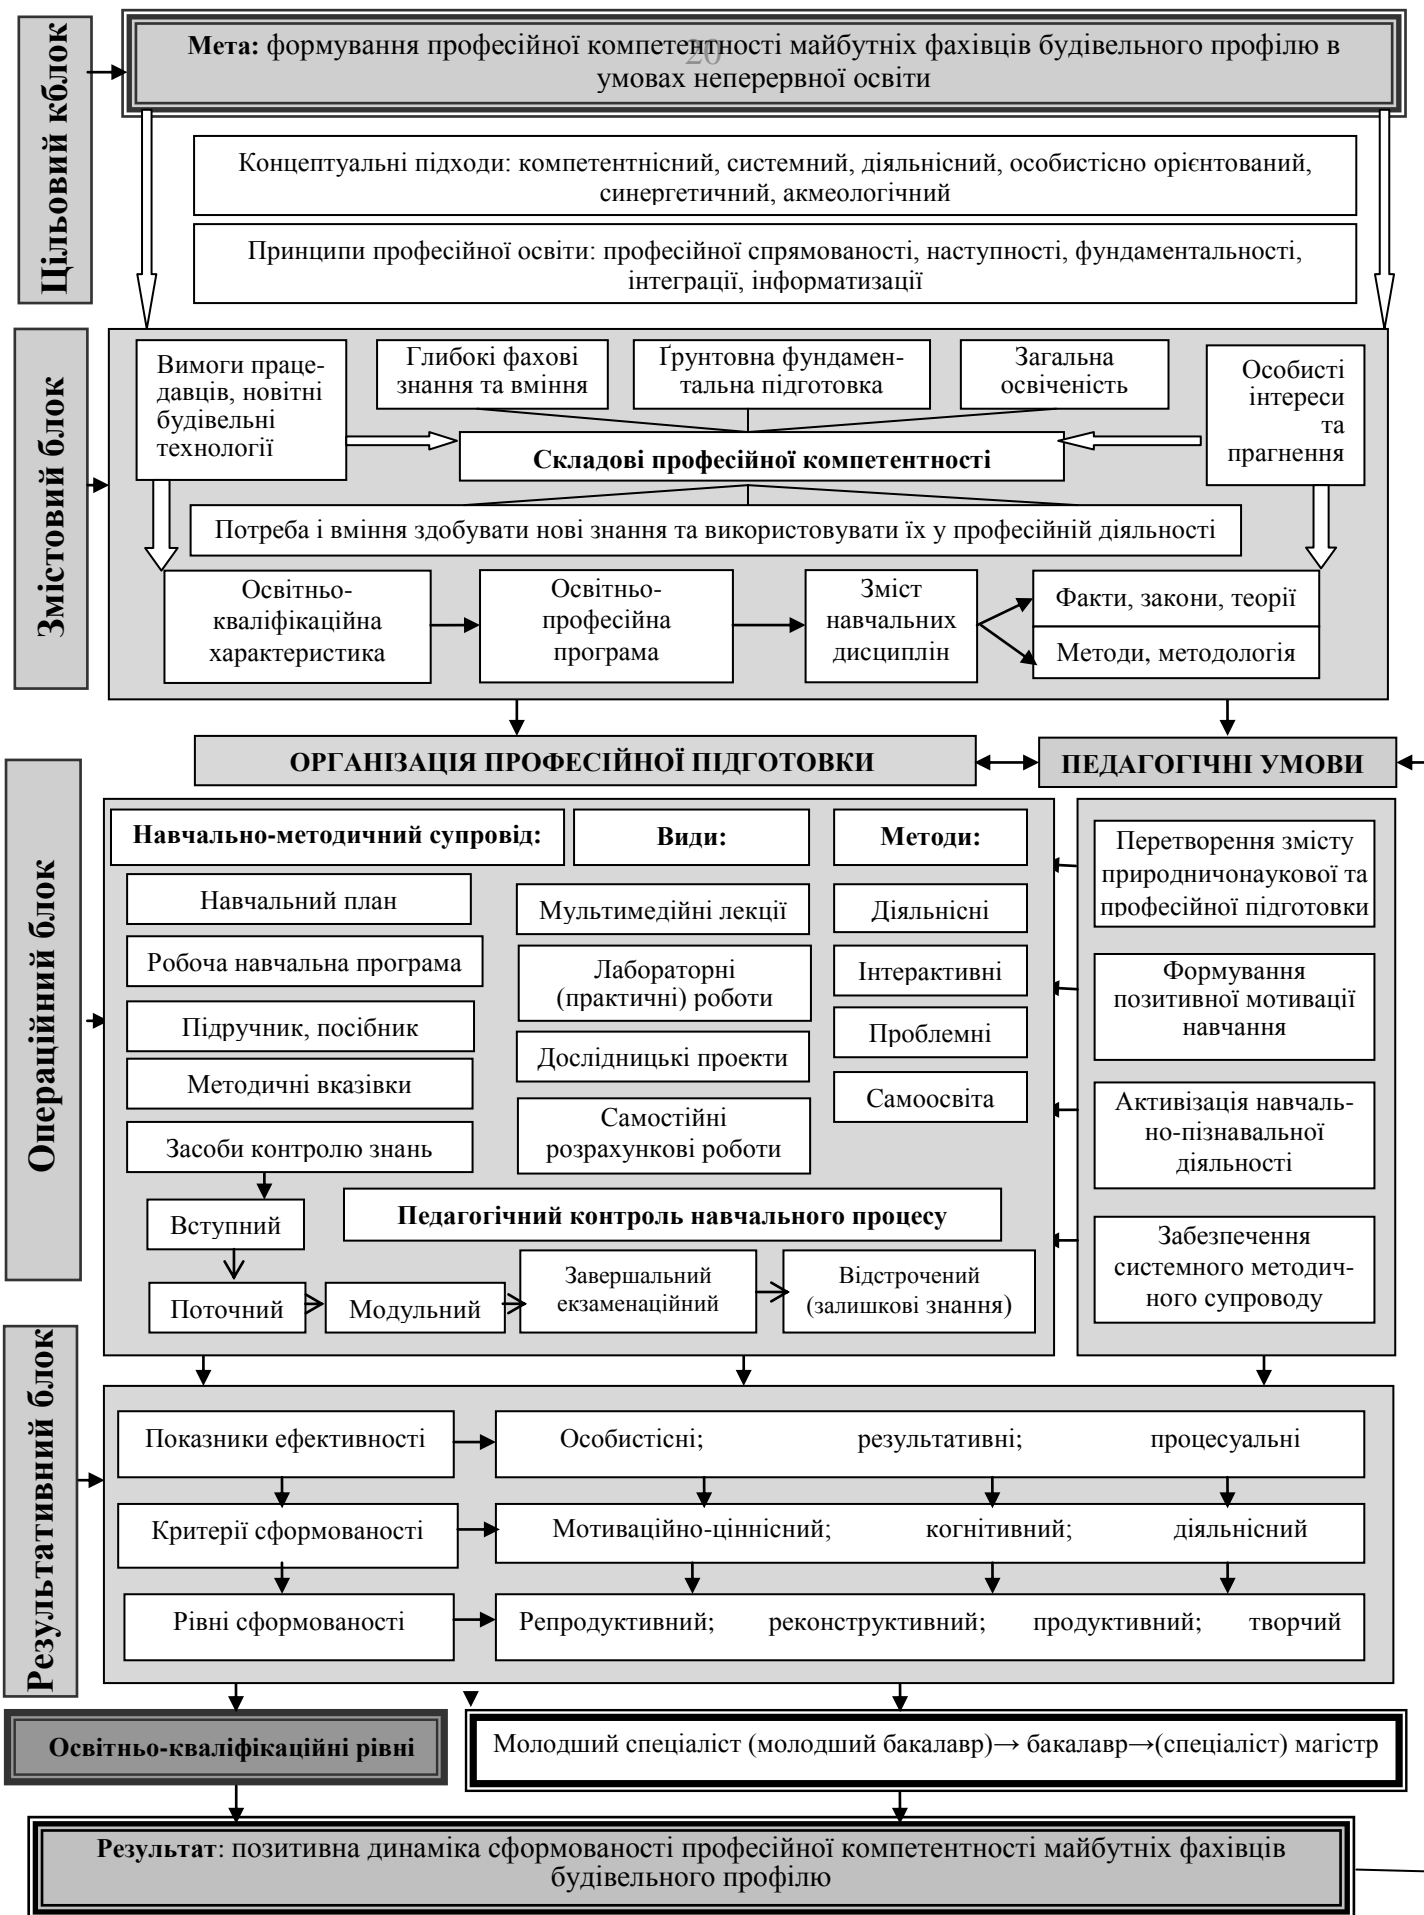 Цільовий кблок
Мета: формування професійної компетентності майбутніх фахівців будівельного профілю в
20
умовах неперервної освіти
Концептуальні підходи: компетентнісний, системний, діяльнісний, особистісно орієнтований,
синергетичний, акмеологічний
Принципи професійної освіти: професійної спрямованості, наступності, фундаментальності,
інтеграції, інформатизації
Змістовий блок
Вимоги праце-
давців, новітні
будівельні
технології
Глибокі фахові
знання та вміння
Ґрунтовна фундамен-
тальна підготовка
Загальна
освіченість
Особисті
інтереси
та
прагнення
Складові професійної компетентності
Потреба і вміння здобувати нові знання та використовувати їх у професійній діяльності
Освітньо-
кваліфікаційна
характеристика
Освітньо-
професійна
програма
Зміст
навчальних
дисциплін
Факти, закони, теорії
Методи, методологія
ОРГАНІЗАЦІЯ ПРОФЕСІЙНОЇ ПІДГОТОВКИ
ПЕДАГОГІЧНІ УМОВИ
Операційний блок
Навчально-методичний супровід:
Навчальний план
Робоча навчальна програма
Підручник, посібник
Методичні вказівки
Засоби контролю знань
Види:
Мультимедійні лекції
Лабораторні
(практичні) роботи
Дослідницькі проекти
Самостійні
розрахункові роботи
Методи:
Діяльнісні
Інтерактивні
Проблемні
Самоосвіта
Перетворення змісту
природничонаукової та
професійної підготовки
Формування
позитивної мотивації
навчання
Активізація навчаль-
но-пізнавальної
діяльності
Забезпечення
системного методич-
ного супроводу
Педагогічний контроль навчального процесу
Вступний
Поточний
Модульний
Завершальний
екзаменаційний
Відстрочений
(залишкові знання)
Результативний блок
Показники ефективності
Особистісні; результативні; процесуальні
Критерії сформованості
Мотиваційно-ціннісний; когнітивний; діяльнісний
Рівні сформованості
Репродуктивний; реконструктивний; продуктивний; творчий
Освітньо-кваліфікаційні рівні
Молодший спеціаліст (молодший бакалавр)→ бакалавр→(спеціаліст) магістр
Результат: позитивна динаміка сформованості професійної компетентності майбутніх фахівців
будівельного профілю